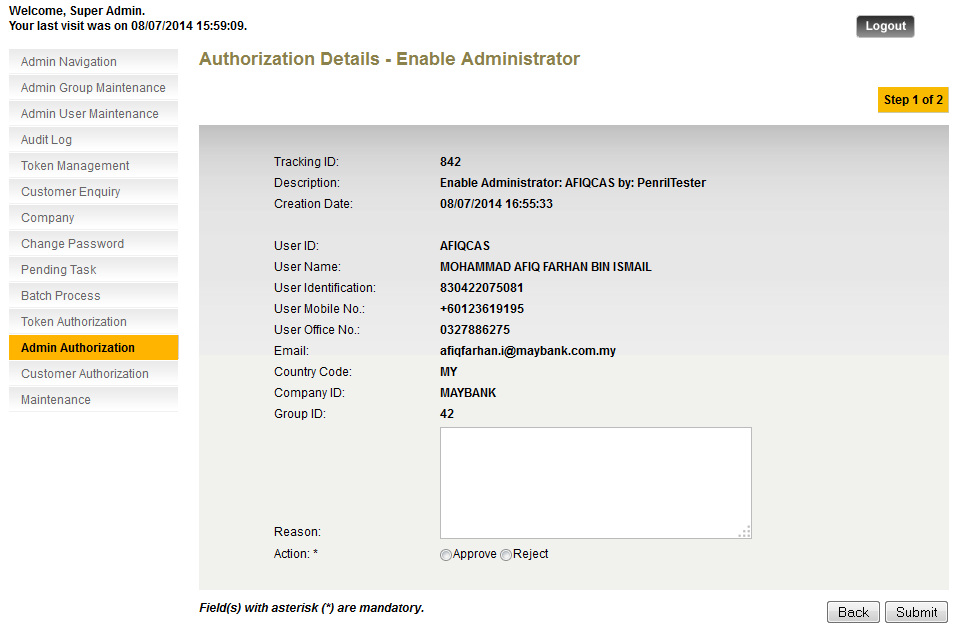 Welcome, Super Admin.
Your last visit was on 08/07/2014 15:59:09.
Logout
Admin Navigation
Admin Group Maintenance
Admin User Maintenance
Audit Log
Token Management
Customer Enquiry
Company
Change Password
Pending Task
Batch Process
Token Authorization
Admin Authorization
Customer Authorization
Maintenance
Authorization Details - Enable Administrator
Step 1 of 2
Tracking ID: 842
Description: Enable Administrator: AFIQCAS by: PenrilTester
Creation Date: 08/07/2014 16:55:33
User ID: AFIQCAS
User Name: MOHAMMAD AFIQ FARHAN BIN ISMAIL
User Identification: 830422075081
User Mobile No.: +60123619195
User Office No.: 0327886275
Email: afiqfarhan.i@maybank.com.my
Country Code: MY
Company ID: MAYBANK
Group ID: 42
Reason:
Action: * Approve Reject
Field(s) with asterisk (*) are mandatory.
Back Submit